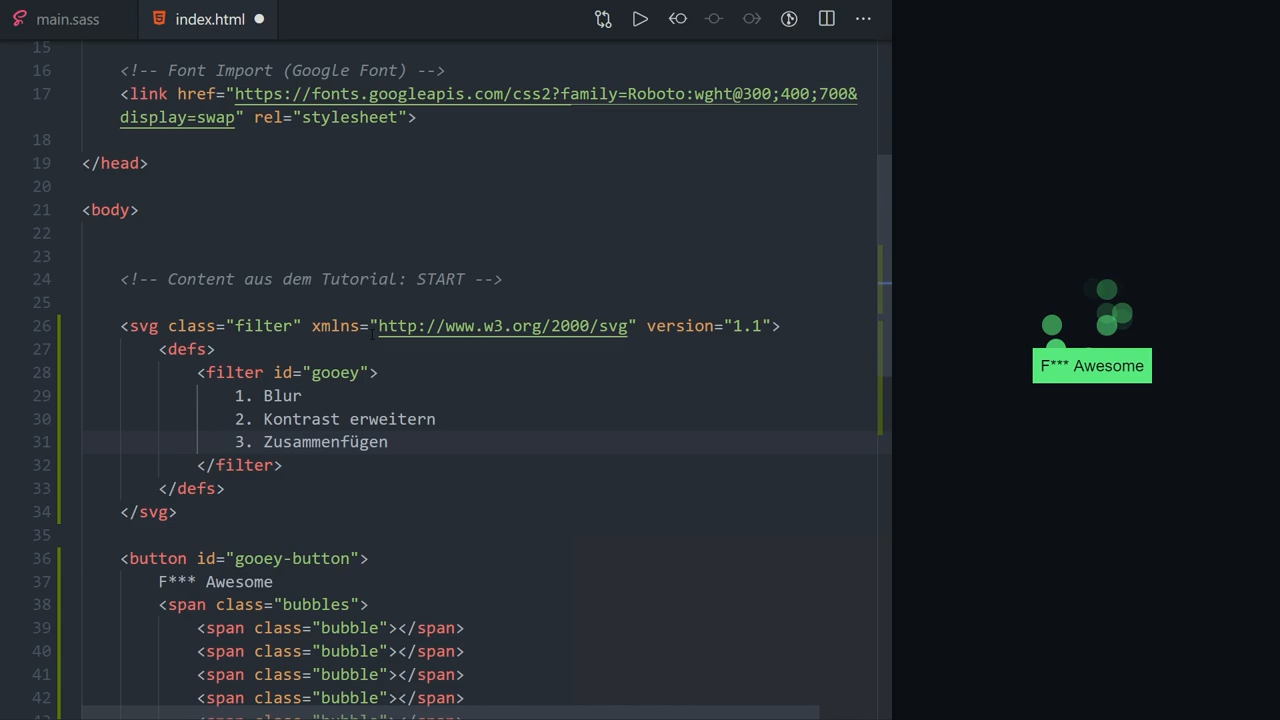 main.sass
index.html
15
16 <!-- Font Import (Google Font) -->
17 <link href="https://fonts.googleapis.com/css2?family=Roboto:wght@300;400;700&
display=swap" rel="stylesheet">
18
19 </head>
20
21 <body>
22
23
24 <!-- Content aus dem Tutorial: START -->
25
26 <svg class="filter" xmlns="http://www.w3.org/2000/svg" version="1.1">
27 <defs>
28 <filter id="gooey">
29 1. Blur
30 2. Kontrast erweitern
31 3. Zusammenfügen
32 </filter>
33 </defs>
34 </svg>
35
36 <button id="gooey-button">
37 F*** Awesome
38 <span class="bubbles">
39 <span class="bubble"></span>
40 <span class="bubble"></span>
41 <span class="bubble"></span>
42 <span class="bubble"></span>
F*** Awesome